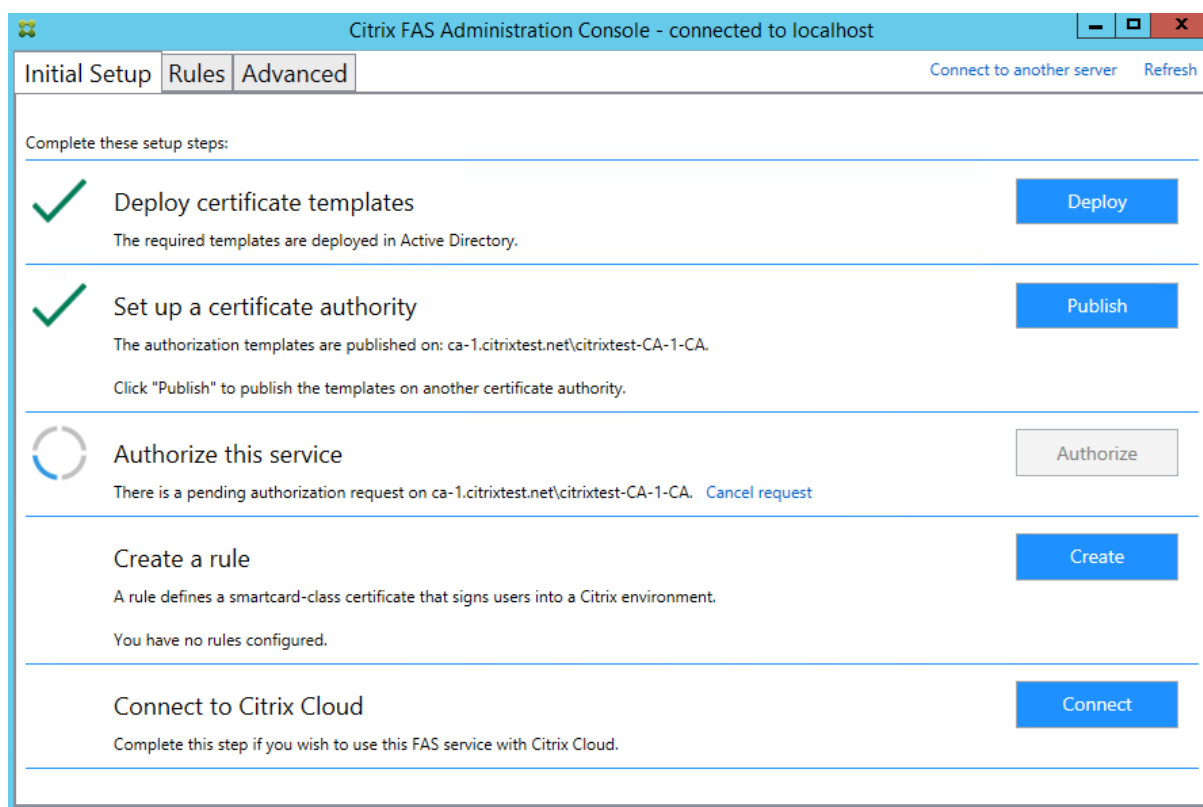 Citrix FAS Administration Console - connected to localhost
Initial Setup Rules Advanced Connect to another server Refresh
Complete these setup steps:
Deploy certificate templates Deploy
The required templates are deployed in Active Directory.
Set up a certificate authority Publish
The authorization templates are published on: ca-1.citrixtest.net\citrixtest-CA-1-CA.
Click "Publish" to publish the templates on another certificate authority.
Authorize this service Authorize
There is a pending authorization request on ca-1.citrixtest.net\citrixtest-CA-1-CA. Cancel request
Create a rule Create
A rule defines a smartcard-class certificate that signs users into a Citrix environment.
You have no rules configured.
Connect to Citrix Cloud Connect
Complete this step if you wish to use this FAS service with Citrix Cloud.